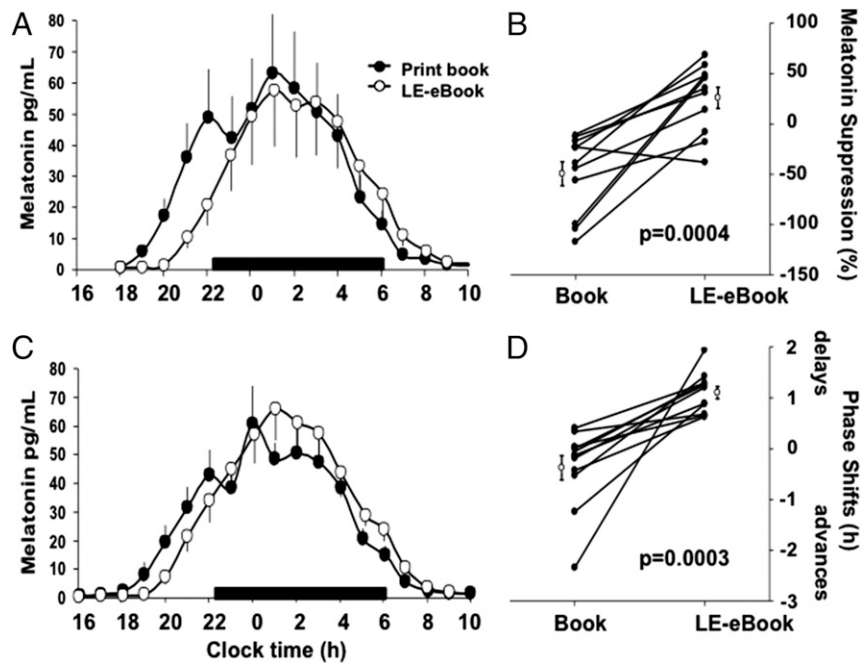 A
Melatonin pg/mL
80
70
60
50
40
30
20
10
0
16 18 20 22 0 2 4 6 8 10
Print book
LE-eBook
B
Melatonin Suppression (%)
100
50
0
-50
-100
-150
p=0.0004
Book LE-eBook
C
Melatonin pg/mL
80
70
60
50
40
30
20
10
0
16 18 20 22 0 2 4 6 8 10
Clock time (h)
D
Phase Shifts (h)
delays
advances
2
1
0
-1
-2
-3
p=0.0003
Book LE-eBook